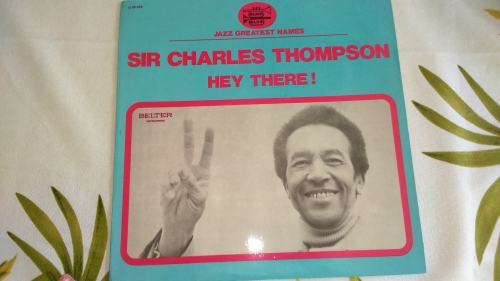 JAZZ GREATEST NAMES
SIR CHARLES THOMPSON
HEY THERE!
BELTER